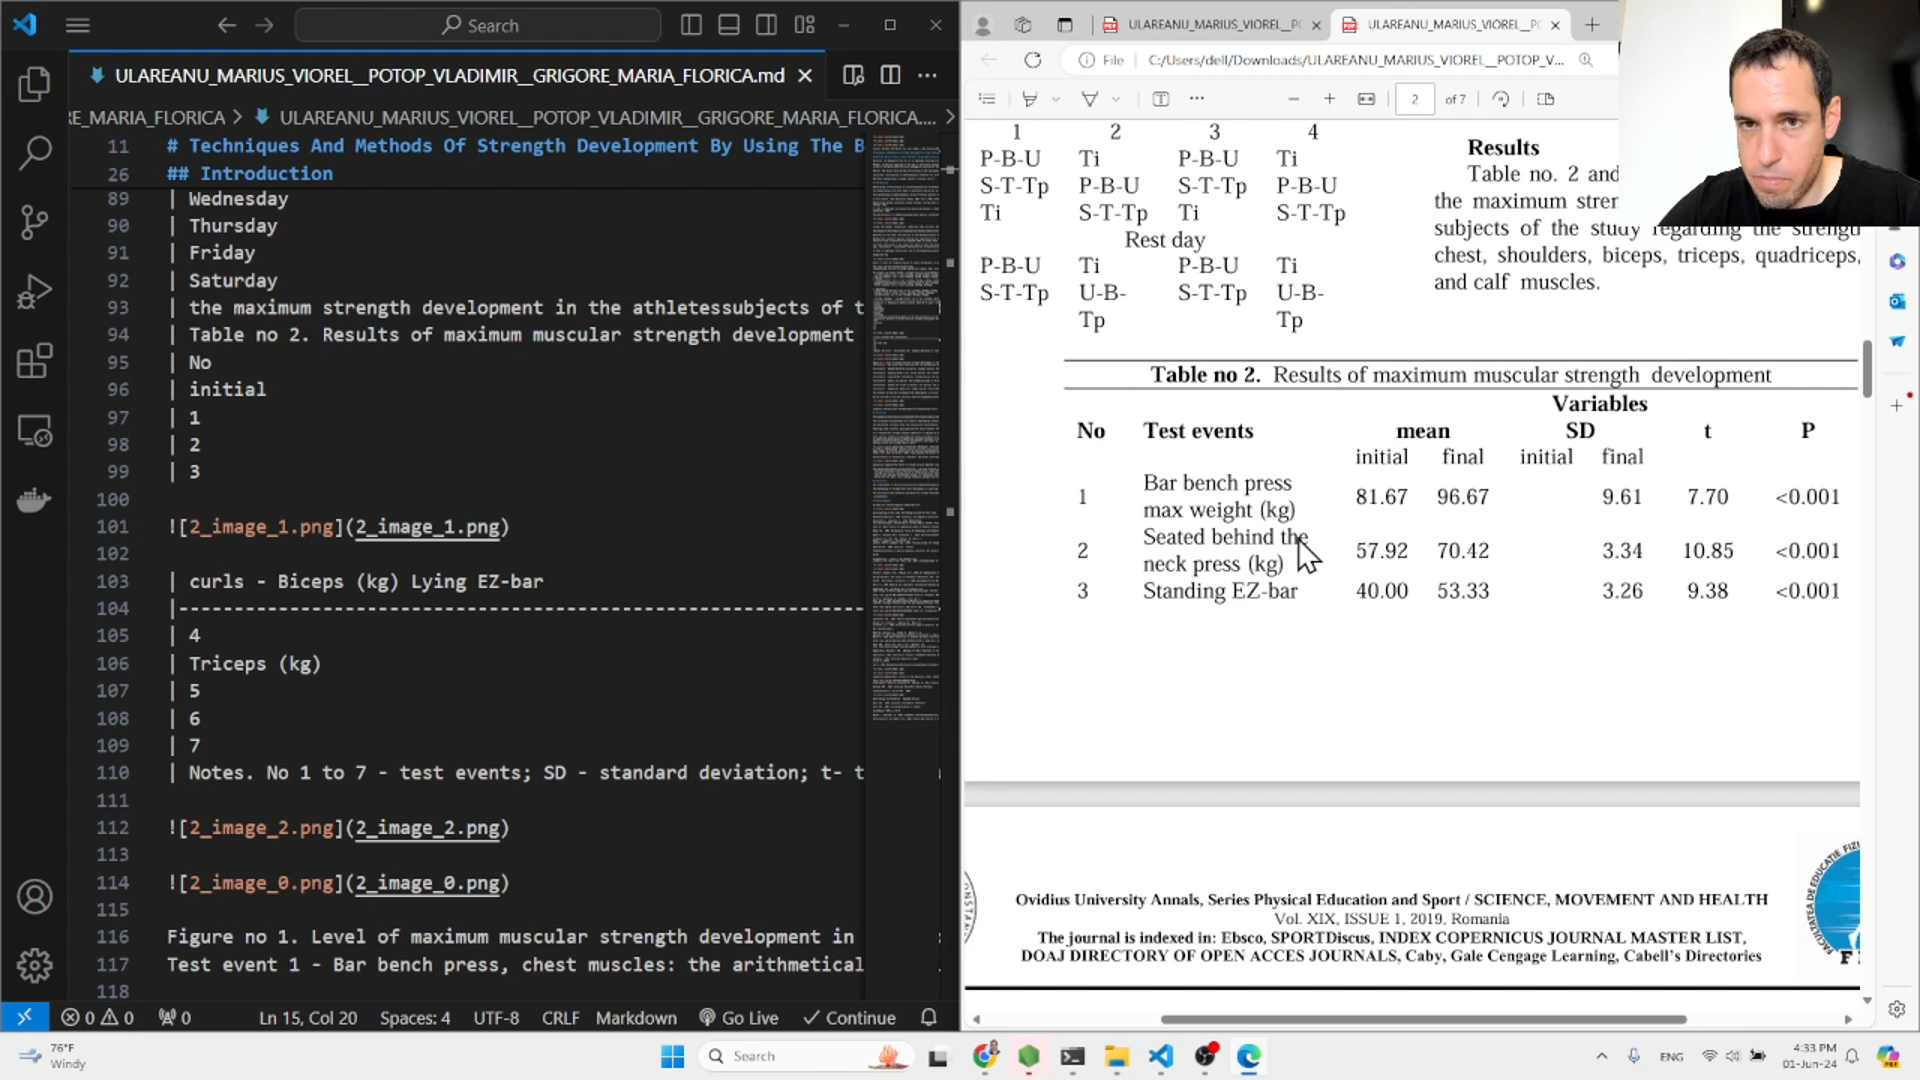 Search
ULAREANU_MARIUS_VIOREL__POTOP_VLADIMIR__GRIGORE_MARIA_FLORICA.md
RE_MARIA_FLORICA > ULAREANU_MARIUS_VIOREL__POTOP_VLADIMIR__GRIGORE_MARIA_FLORICA....
11 # Techniques And Methods Of Strength Development By Using The B
26 ## Introduction
89 | Wednesday
90 | Thursday
91 | Friday
92 | Saturday
93 | the maximum strength development in the athletessubjects of t
94 | Table no 2. Results of maximum muscular strength development
95 | No
96 | initial
97 | 1
98 | 2
99 | 3
100
101 ![2_image_1.png](2_image_1.png)
102
103 | curls - Biceps (kg) Lying EZ-bar
104 |--------------------------------------------------------------
105 | 4
106 | Triceps (kg)
107 | 5
108 | 6
109 | 7
110 | Notes. No 1 to 7 - test events; SD - standard deviation; t- t
111
112 ![2_image_2.png](2_image_2.png)
113
114 ![2_image_0.png](2_image_0.png)
115
116 Figure no 1. Level of maximum muscular strength development in
117 Test event 1 - Bar bench press, chest muscles: the arithmetical
118
0 0 0 Ln 15, Col 20 Spaces: 4 UTF-8 CRLF Markdown Go Live Continue
ULAREANU_MARIUS_VIOREL__PC ULAREANU_MARIUS_VIOREL__PC
File C:/Users/dell/Downloads/ULAREANU_MARIUS_VIOREL__POTOP_V...
2 of 7
1 2 3 4
P-B-U Ti P-B-U Ti
S-T-Tp P-B-U S-T-Tp P-B-U
Ti S-T-Tp Ti S-T-Tp
Rest day
P-B-U Ti P-B-U Ti
S-T-Tp U-B- S-T-Tp U-B-
Tp Tp
Results
Table no. 2 and
the maximum stren
subjects of the study regarding the strength
chest, shoulders, biceps, triceps, quadriceps,
and calf muscles.
Table no 2. Results of maximum muscular strength development
Variables
No Test events mean SD t P
initial final initial final
1 Bar bench press max weight (kg) 81.67 96.67 9.61 7.70 <0.001
2 Seated behind the neck press (kg) 57.92 70.42 3.34 10.85 <0.001
3 Standing EZ-bar 40.00 53.33 3.26 9.38 <0.001
Ovidius University Annals, Series Physical Education and Sport / SCIENCE, MOVEMENT AND HEALTH
Vol. XIX, ISSUE 1, 2019, Romania
The journal is indexed in: Ebsco, SPORTDiscus, INDEX COPERNICUS JOURNAL MASTER LIST,
DOAJ DIRECTORY OF OPEN ACCES JOURNALS, Caby, Gale Cengage Learning, Cabell's Directories
76°F
Windy
Search
ENG
4:33 PM
01-Jun-24